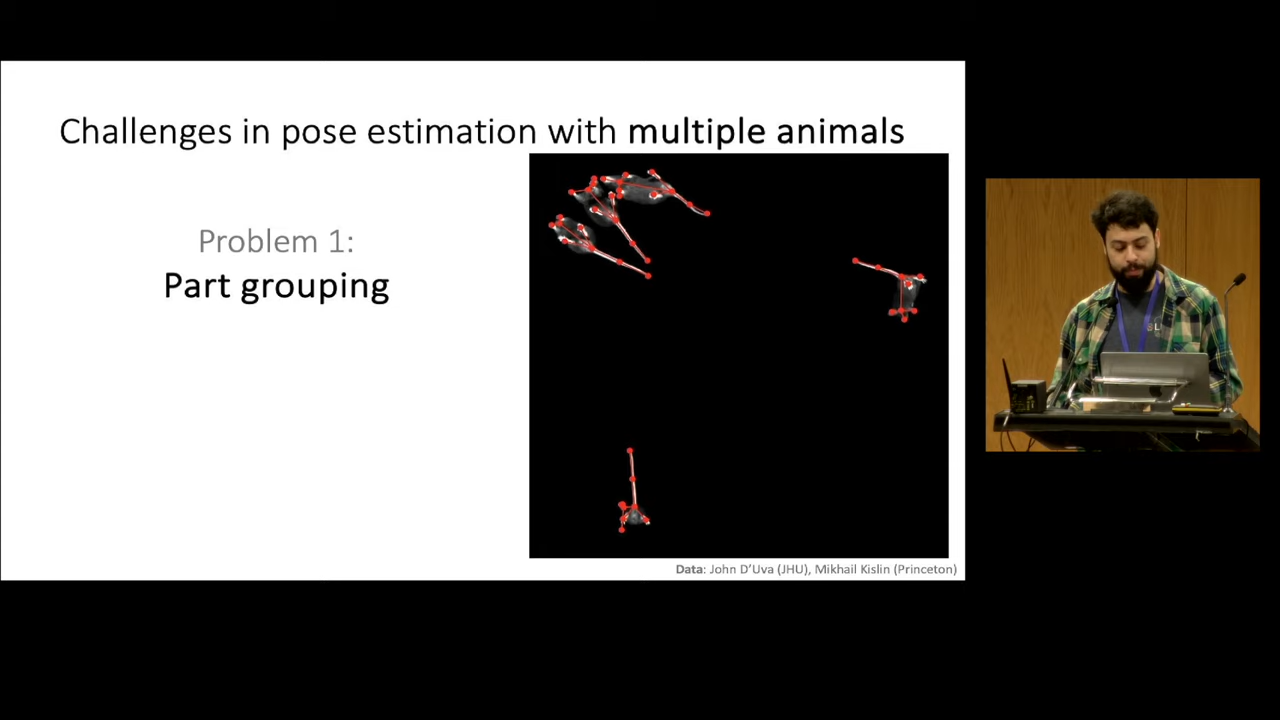 Challenges in pose estimation with multiple animals
Problem 1:
Part grouping
Data: John D'Uva (JHU), Mikhail Kislin (Princeton)